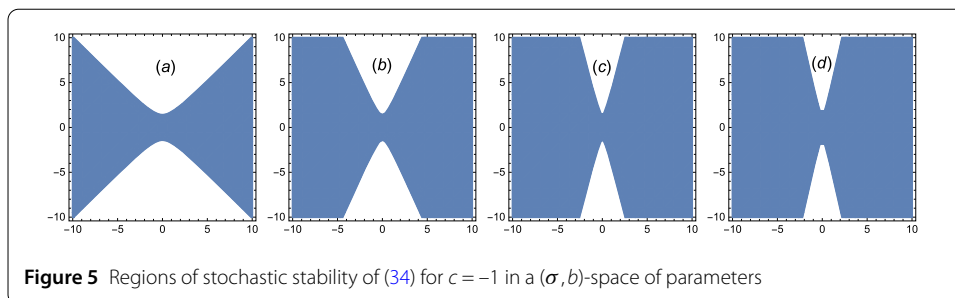 (a) (b) (c) (d)
10 10 10 10
5 5 5 5
0 0 0 0
-5 -5 -5 -5
-10 -10 -10 -10
-10 -5 0 5 10 -10 -5 0 5 10 -10 -5 0 5 10 -10 -5 0 5 10
Figure 5 Regions of stochastic stability of (34) for c = –1 in a (σ, b)-space of parameters